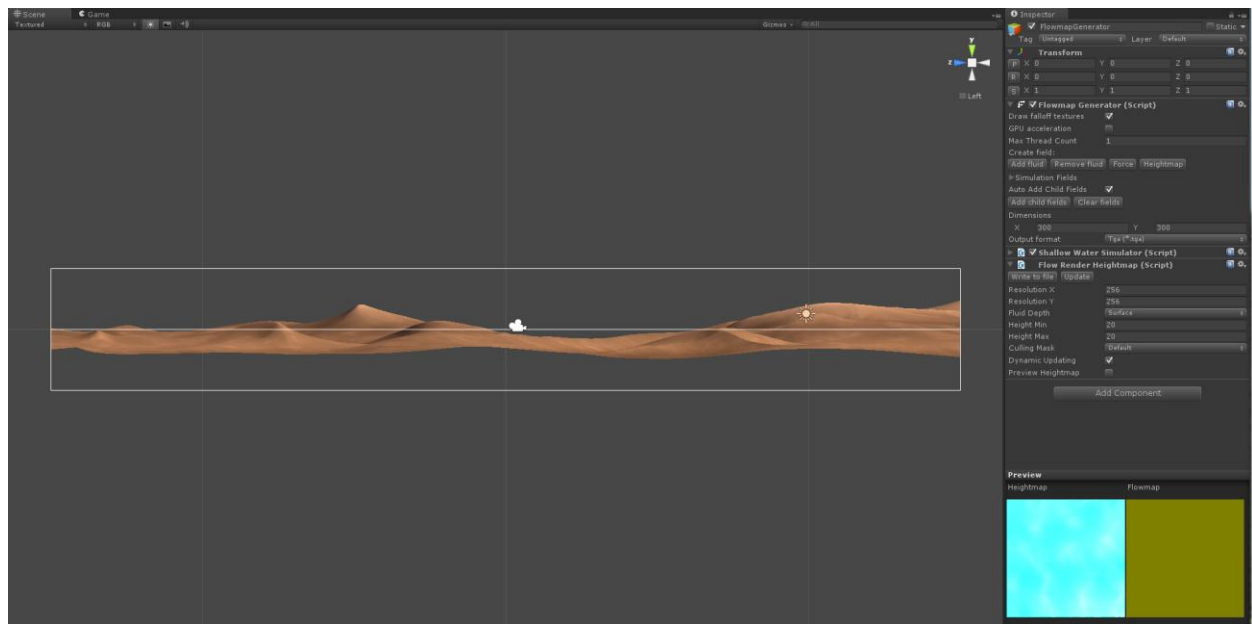 Scene Game
Textured RGB Gizmos All
y
z
Left
Inspector
FlowmapGenerator Static
Tag Untagged Layer Default
Transform
P X 0 Y 0 Z 0
R X 0 Y 0 Z 0
S X 1 Y 1 Z 1
Flowmap Generator (Script)
Draw falloff textures
GPU acceleration
Max Thread Count 1
Create field:
Add fluid Remove fluid Force Heightmap
Simulation Fields
Auto Add Child Fields
Add child fields Clear fields
Dimensions
X 300 Y 300
Output format Tga (*.tga)
Shallow Water Simulator (Script)
Flow Render Heightmap (Script)
Write to file Update
Resolution X 256
Resolution Y 256
Fluid Depth Surface
Height Min 20
Height Max 20
Culling Mask Default
Dynamic Updating
Preview Heightmap
Add Component
Preview
Heightmap Flowmap